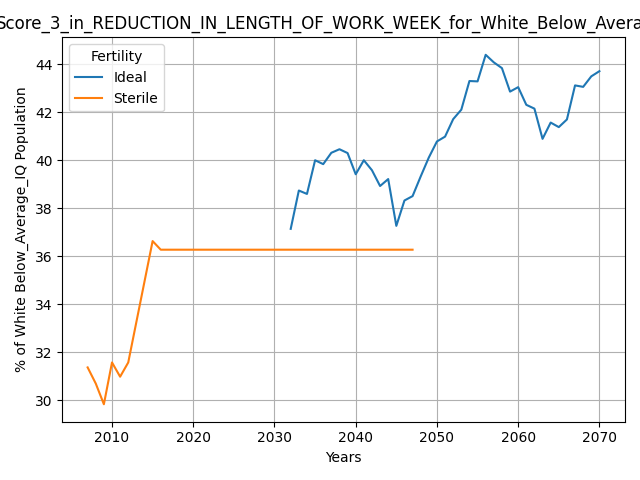 Score_3_in_REDUCTION_IN_LENGTH_OF_WORK_WEEK_for_White_Below_Avera
Fertility
Ideal
Sterile
% of White Below_Average_IQ Population
44
42
40
38
36
34
32
30
2010
2020
2030
2040
2050
2060
2070
Years